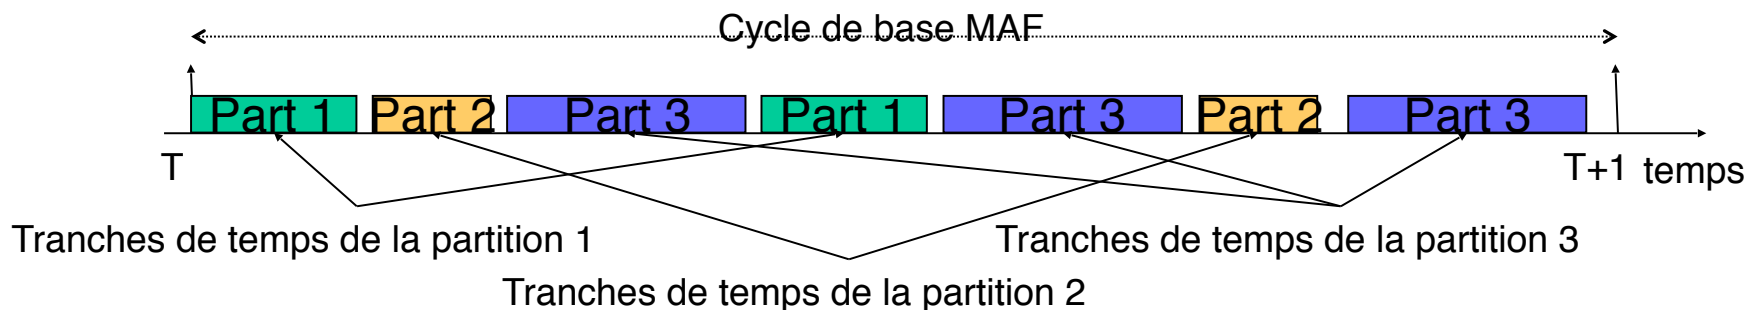 Cycle de base MAF
Part 1 Part 2 Part 3 Part 1 Part 3 Part 2 Part 3
T T+1 temps
Tranches de temps de la partition 1 Tranches de temps de la partition 3
Tranches de temps de la partition 2